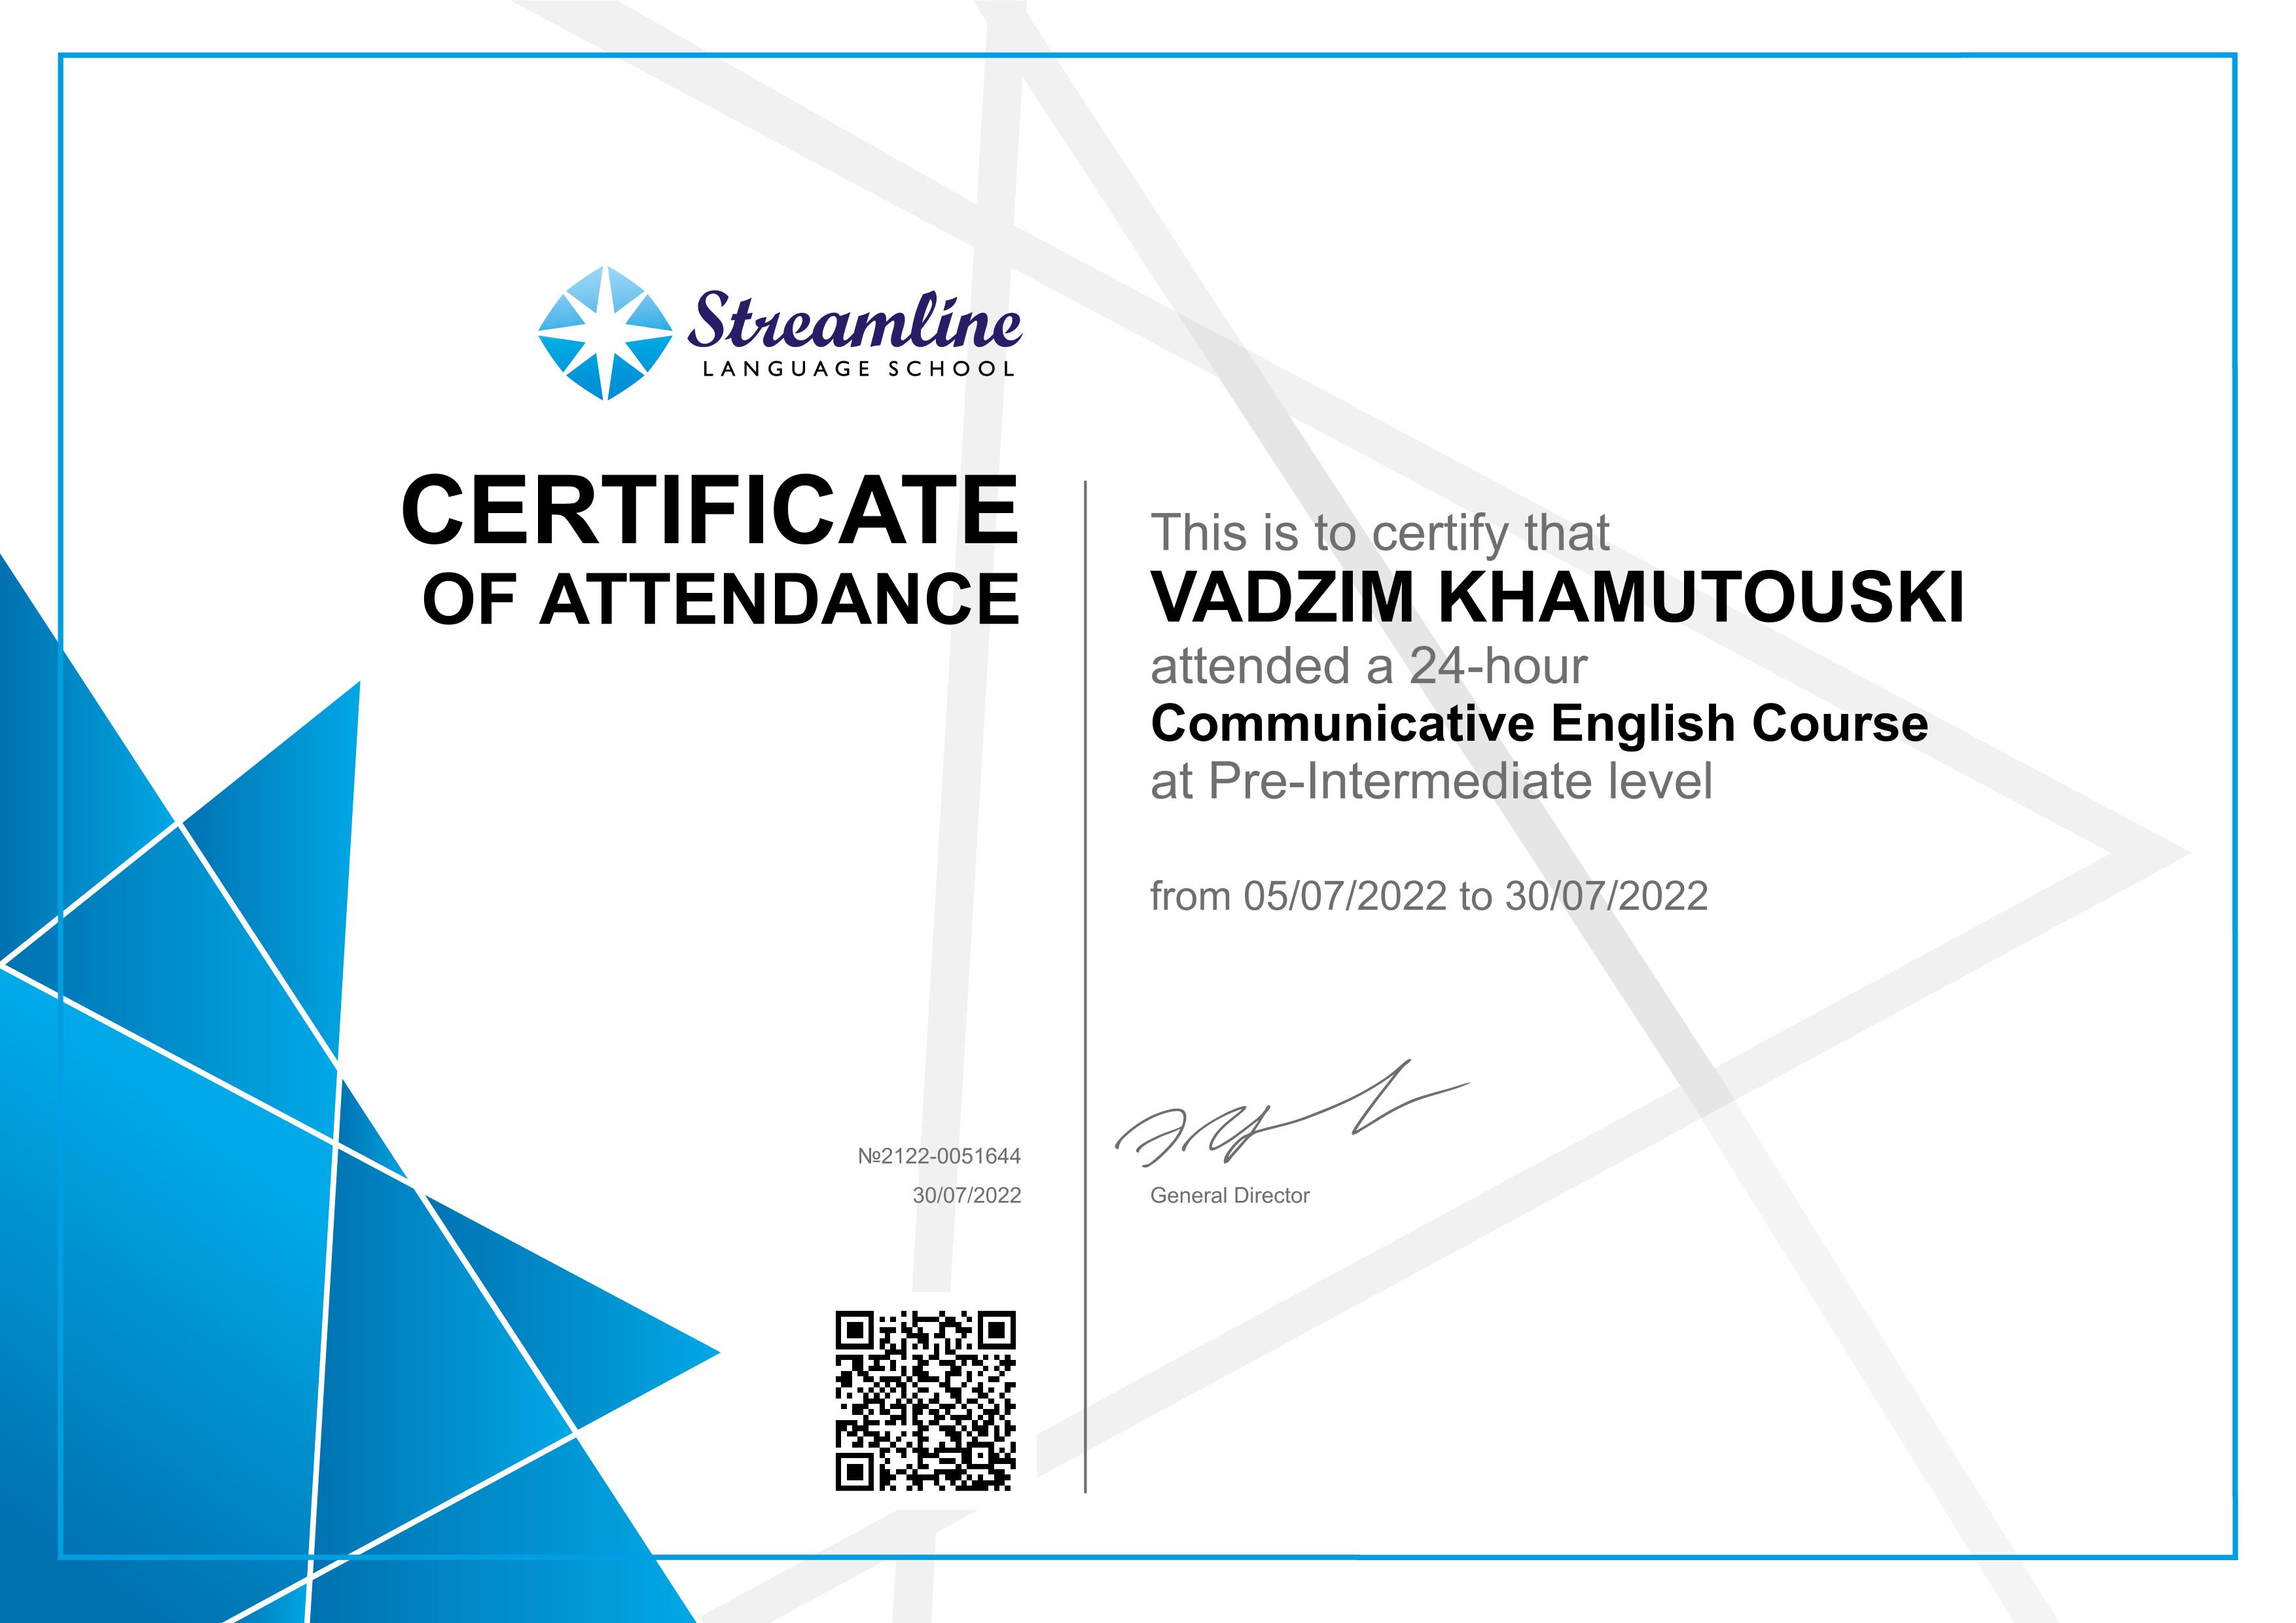 Streamline
LANGUAGE SCHOOL
CERTIFICATE
OF ATTENDANCE
This is to certify that
VADZIM KHAMUTOUSKI
attended a 24-hour
Communicative English Course
at Pre-Intermediate level
from 05/07/2022 to 30/07/2022
№2122-0051644
30/07/2022
General Director